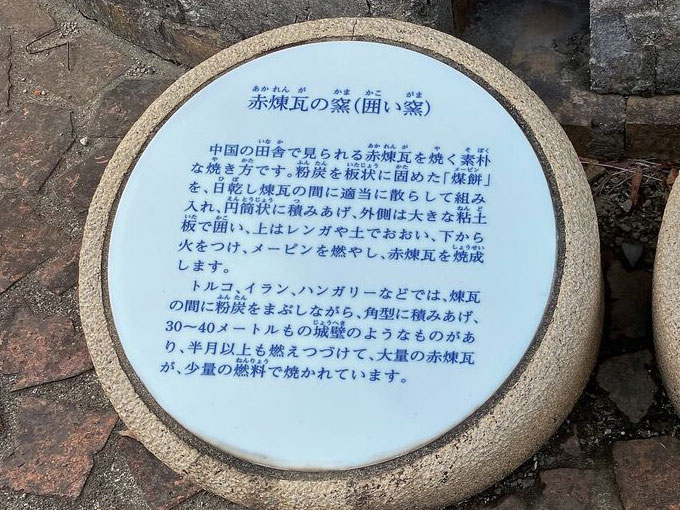 赤煉瓦の窯(囲い窯)
中国の田舎で見られる赤煉瓦を焼く素朴
な焼き方です。粉炭を板状に固めた「煤餅」
を、日乾し煉瓦の間に適当に散らして組み
入れ、円筒状に積みあげ、外側は大きな粘土
板で囲い、上はレンガや土でおおい、下から
火をつけ、メーピンを燃やし、赤煉瓦を焼成
します。
トルコ、イラン、ハンガリーなどでは、煉瓦
の間に粉炭をまぶしながら、角型に積みあげ、
30〜40メートルもの城壁のようなものがあ
り、半月以上も燃えつづけて、大量の赤煉瓦
が、少量の燃料で焼かれています。